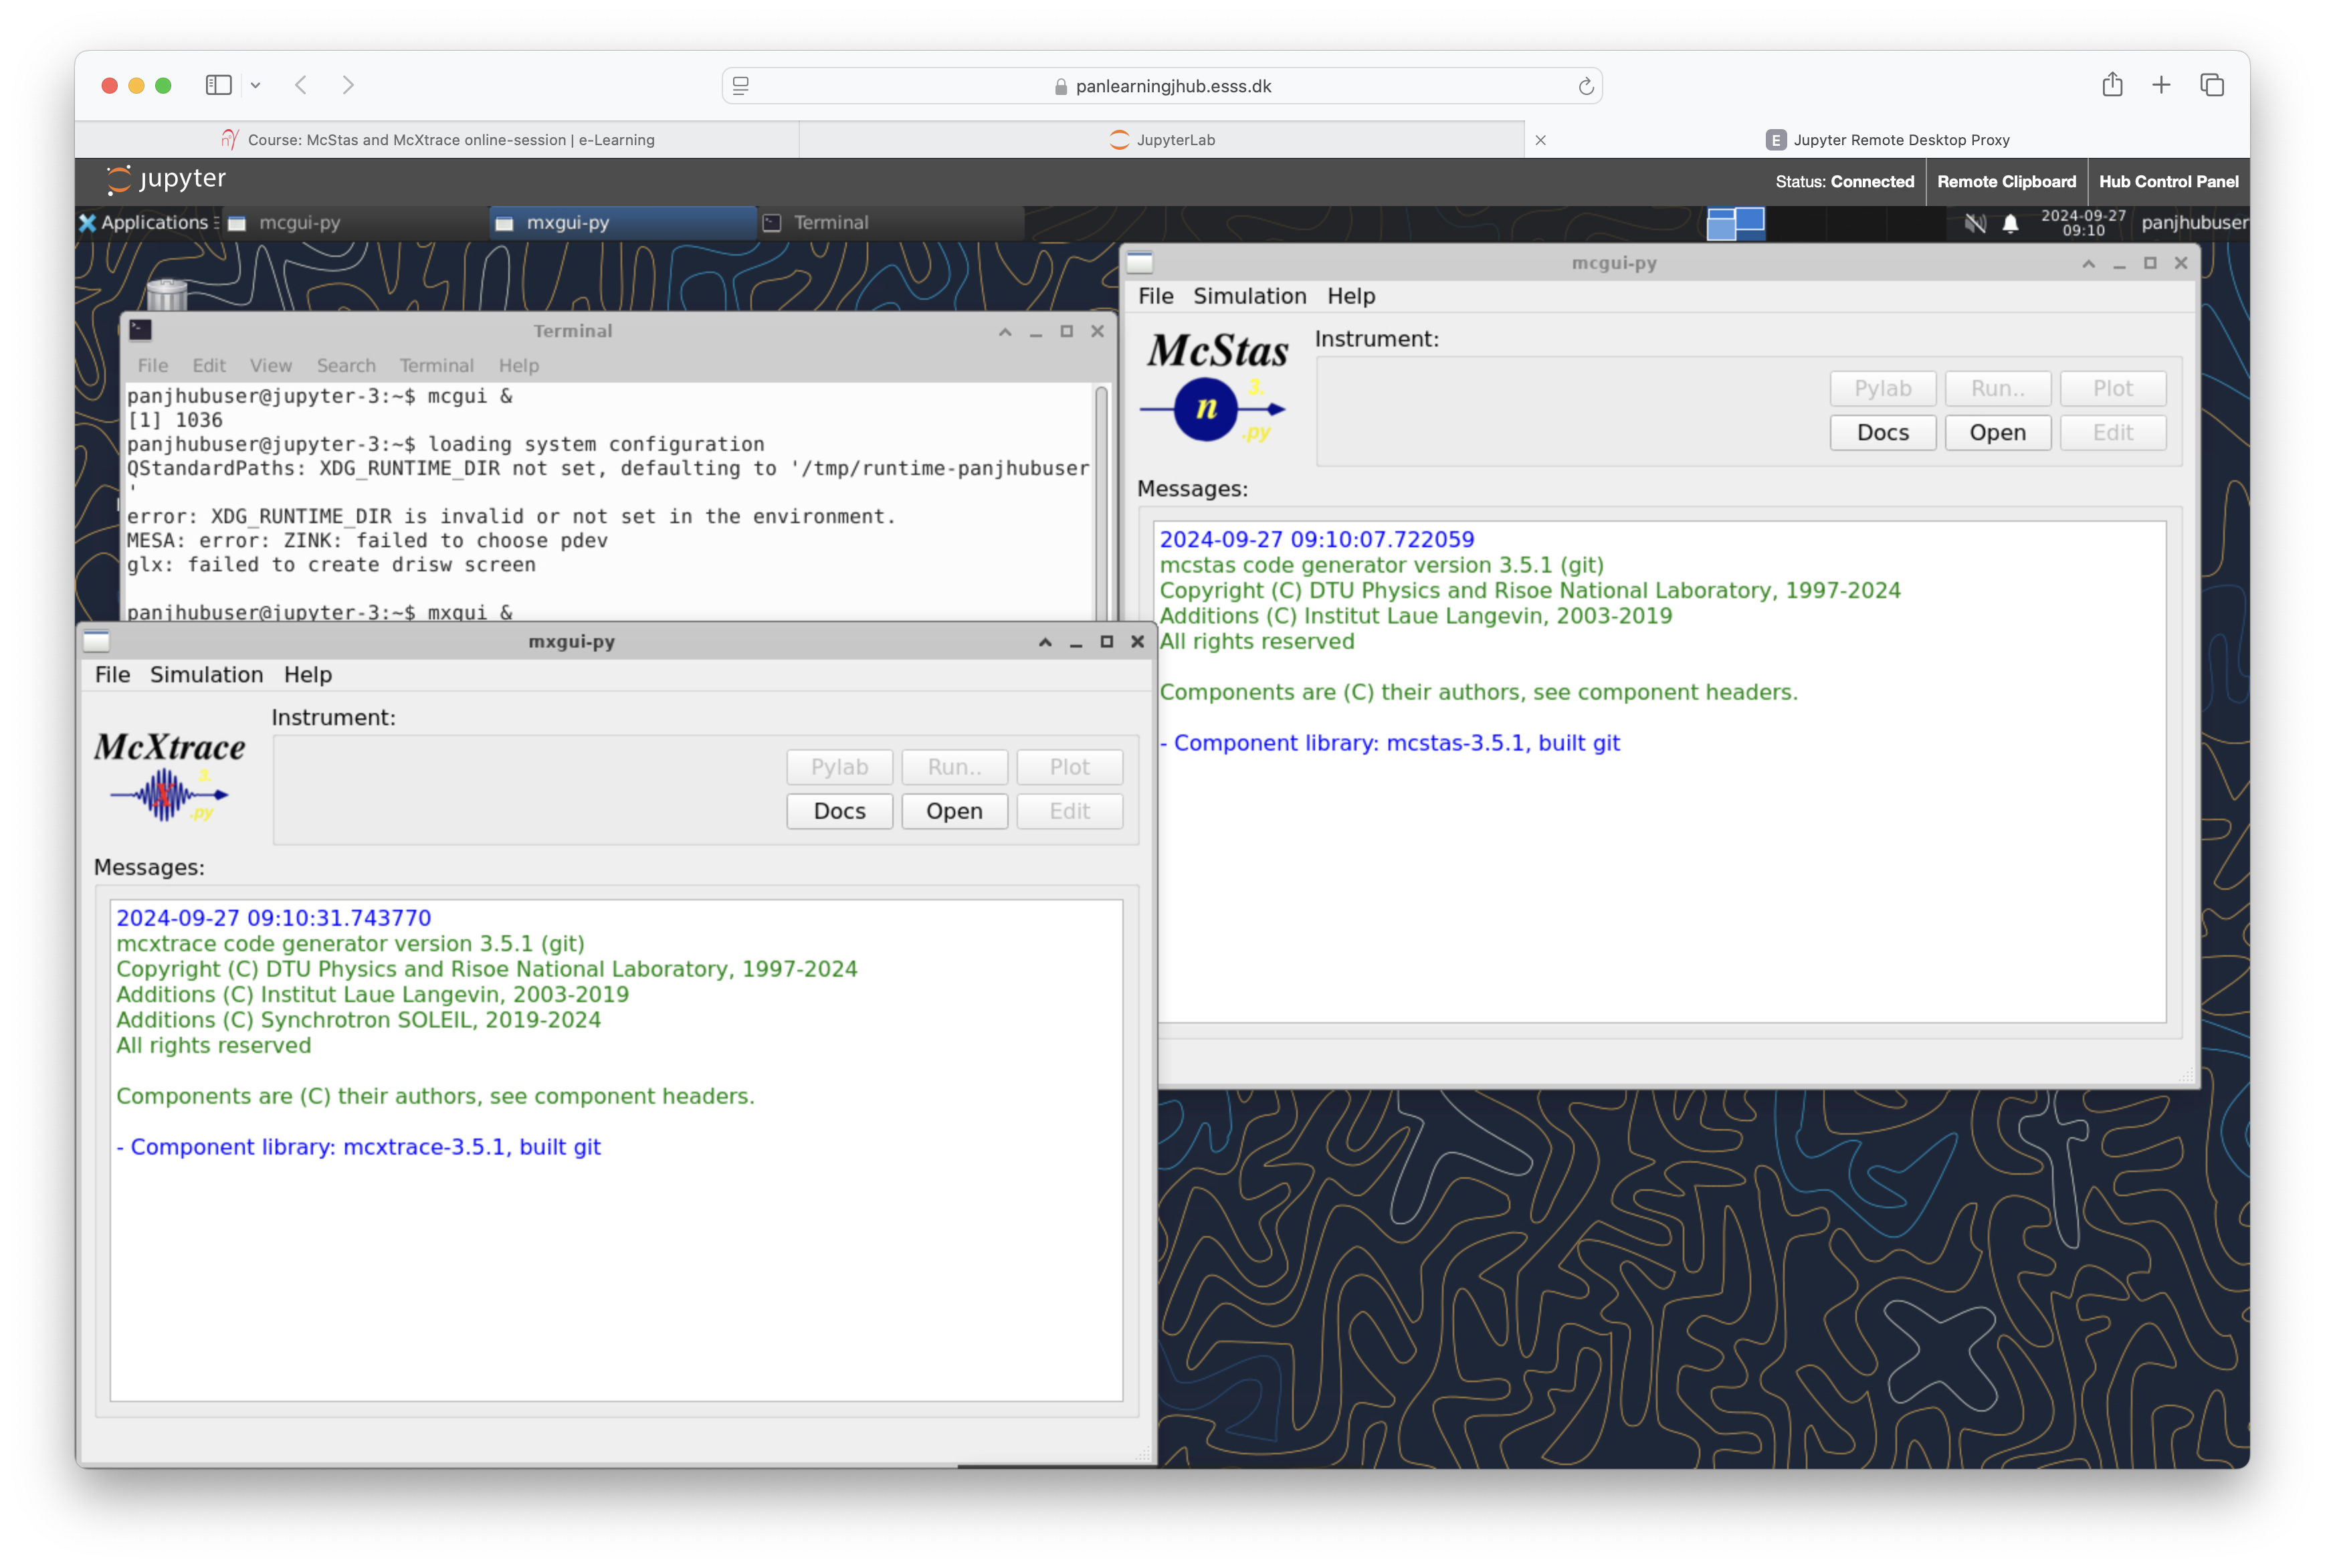 panlearningjhub.esss.dk
Course: McStas and McXtrace online-session | e-Learning
JupyterLab
E Jupyter Remote Desktop Proxy
jupyter
Status: Connected
Remote Clipboard
Hub Control Panel
Applications
mcgui-py
mxgui-py
Terminal
2024-09-27
09:10
panjhubuser
Terminal
File Edit View Search Terminal Help
panjhubuser@jupyter-3:~$ mcgui &
[1] 1036
panjhubuser@jupyter-3:~$ loading system configuration
QStandardPaths: XDG_RUNTIME_DIR not set, defaulting to '/tmp/runtime-panjhubuser
'
error: XDG_RUNTIME_DIR is invalid or not set in the environment.
MESA: error: ZINK: failed to choose pdev
glx: failed to create drisw screen
panjhubuser@jupyter-3:~$ mxgui &
mcgui-py
File Simulation Help
McStas
n
3.
.py
Instrument:
Pylab Run.. Plot
Docs Open Edit
Messages:
2024-09-27 09:10:07.722059
mcstas code generator version 3.5.1 (git)
Copyright (C) DTU Physics and Risoe National Laboratory, 1997-2024
Additions (C) Institut Laue Langevin, 2003-2019
All rights reserved
Components are (C) their authors, see component headers.
- Component library: mcstas-3.5.1, built git
mxgui-py
File Simulation Help
McXtrace
3.
X
.py
Instrument:
Pylab Run.. Plot
Docs Open Edit
Messages:
2024-09-27 09:10:31.743770
mcxtrace code generator version 3.5.1 (git)
Copyright (C) DTU Physics and Risoe National Laboratory, 1997-2024
Additions (C) Institut Laue Langevin, 2003-2019
Additions (C) Synchrotron SOLEIL, 2019-2024
All rights reserved
Components are (C) their authors, see component headers.
- Component library: mcxtrace-3.5.1, built git